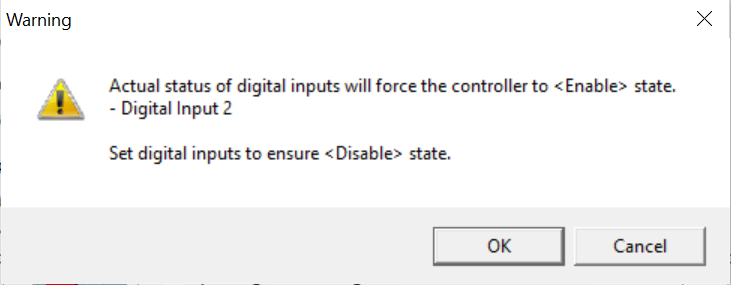 Warning
Actual status of digital inputs will force the controller to <Enable> state.
- Digital Input 2
Set digital inputs to ensure <Disable> state.
OK
Cancel